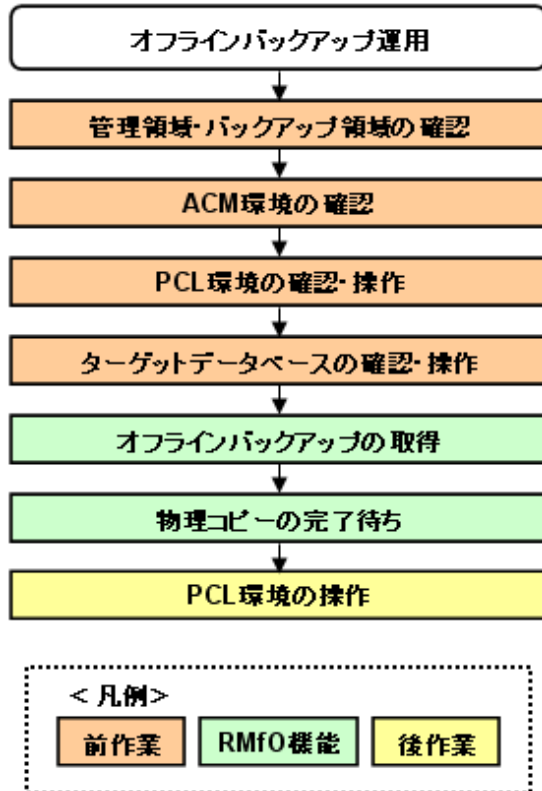 オフラインバックアップ運用
管理領域・バックアップ領域の確認
ACM環境の確認
PCL環境の確認・操作
ターゲットデータベースの確認・操作
オフラインバックアップの取得
物理コピーの完了待ち
PCL環境の操作
＜凡例＞
前作業
RMfO機能
後作業